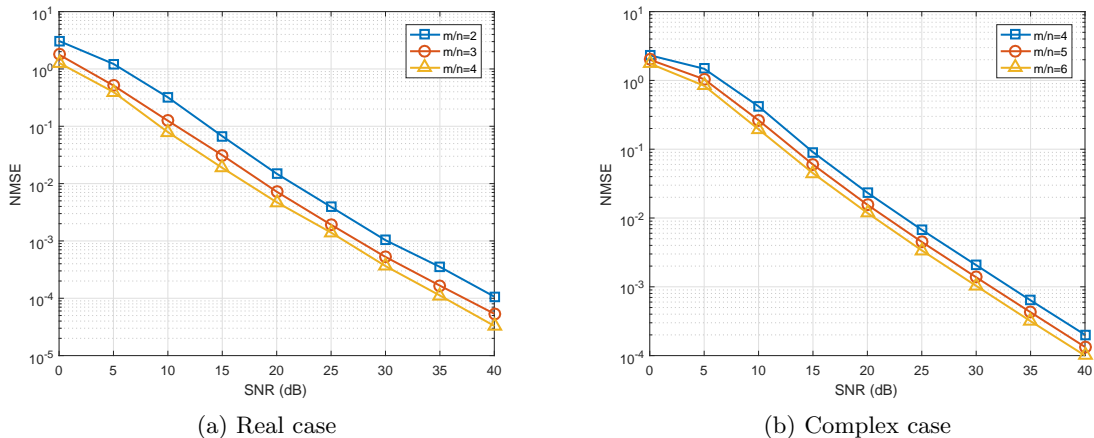 10^1
10^0
10^-1
10^-2
10^-3
10^-4
10^-5
NMSE
0 5 10 15 20 25 30 35 40
SNR (dB)
m/n=2
m/n=3
m/n=4
(a) Real case
10^1
10^0
10^-1
10^-2
10^-3
10^-4
NMSE
0 5 10 15 20 25 30 35 40
SNR (dB)
m/n=4
m/n=5
m/n=6
(b) Complex case